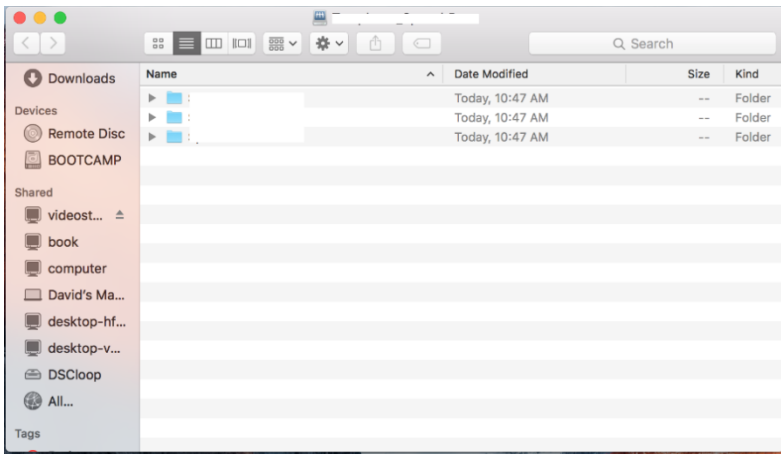 Search
Name Date Modified Size Kind
Downloads
Today, 10:47 AM -- Folder
Today, 10:47 AM -- Folder
Today, 10:47 AM -- Folder
Devices
Remote Disc
BOOTCAMP
Shared
videost...
book
computer
David's Ma...
desktop-hf...
desktop-v...
DSCloop
All...
Tags